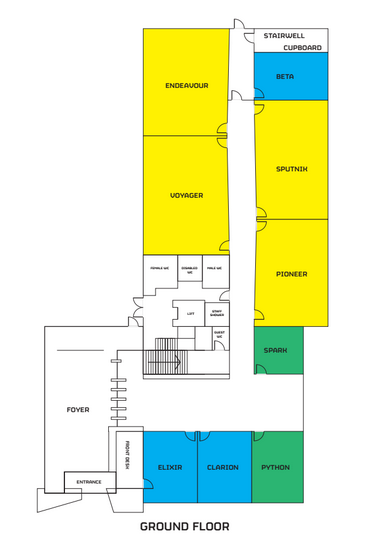 STAIRWELL
CUPBOARD
BETA
ENDEAVOUR
SPUTNIK
VOYAGER
FEMALE WC
DISABLED
WC
MALE WC
PIONEER
LIFT
STAFF
SHOWER
GUEST
WC
SPARK
FOYER
FRONT DESK
ELIXIR
CLARION
PYTHON
ENTRANCE
GROUND FLOOR